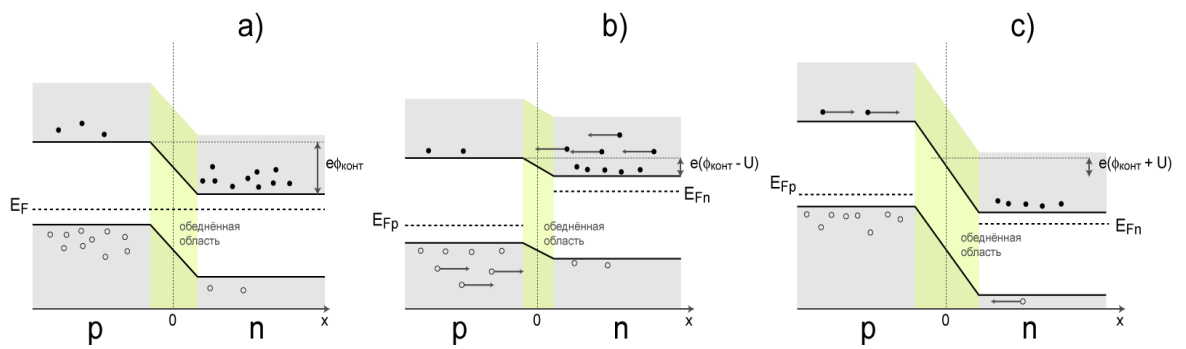 a)
eϕконт
EF
обеднённая
область
0
x
p
n
b)
e(ϕконт - U)
EFn
EFp
обеднённая
область
0
x
p
n
c)
e(ϕконт + U)
EFp
EFn
обеднённая
область
0
x
p
n